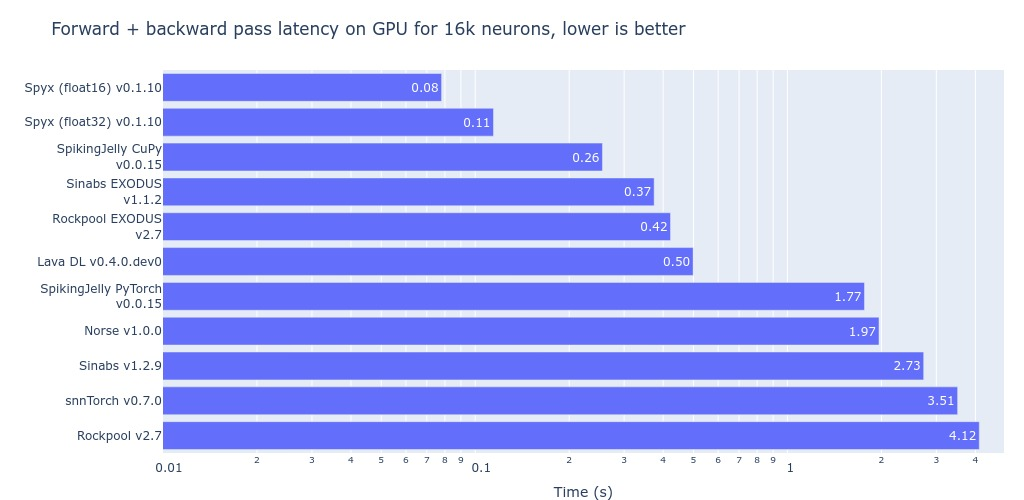 Forward + backward pass latency on GPU for 16k neurons, lower is better
Spyx (float16) v0.1.10
0.08
Spyx (float32) v0.1.10
0.11
SpikingJelly CuPy
v0.0.15
0.26
Sinabs EXODUS
v1.1.2
0.37
Rockpool EXODUS
v2.7
0.42
Lava DL v0.4.0.dev0
0.50
SpikingJelly PyTorch
v0.0.15
1.77
Norse v1.0.0
1.97
Sinabs v1.2.9
2.73
snnTorch v0.7.0
3.51
Rockpool v2.7
4.12
0.01 2 3 4 5 6 7 8 9 0.1 2 3 4 5 6 7 8 9 1 2 3 4
Time (s)